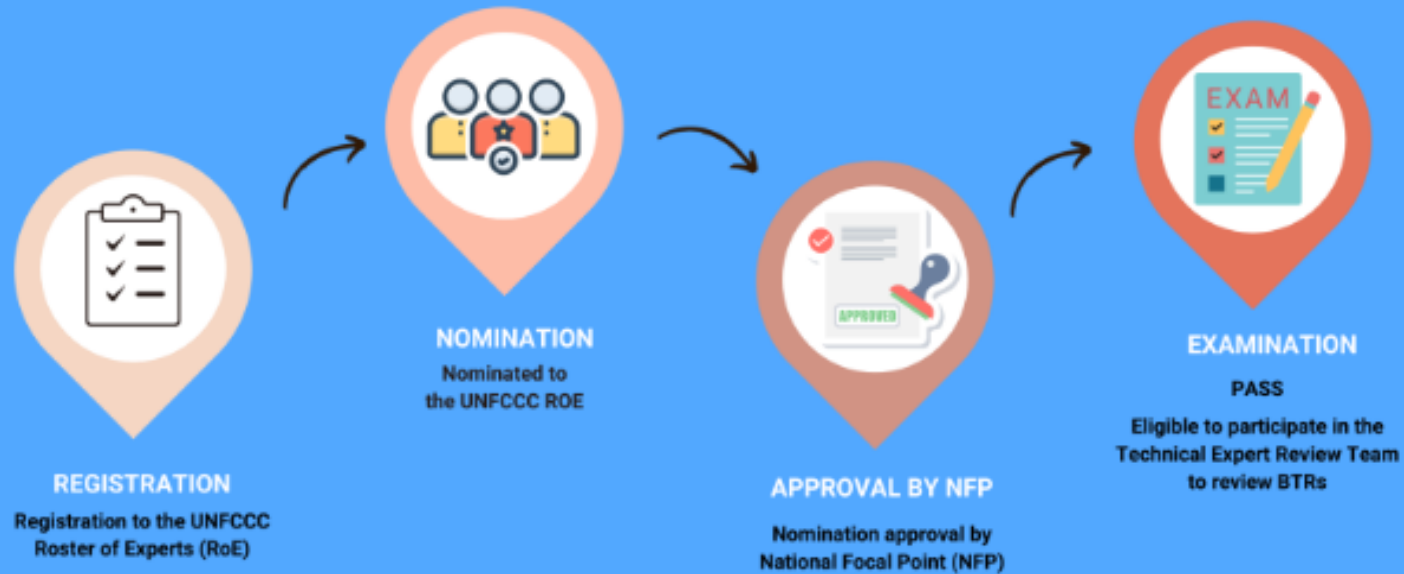 REGISTRATION
Registration to the UNFCCC
Roster of Experts (RoE)
NOMINATION
Nominated to
the UNFCCC ROE
APPROVED
APPROVAL BY NFP
Nomination approval by
National Focal Point (NFP)
EXAM
EXAMINATION
PASS
Eligible to participate in the
Technical Expert Review Team
to review BTRs